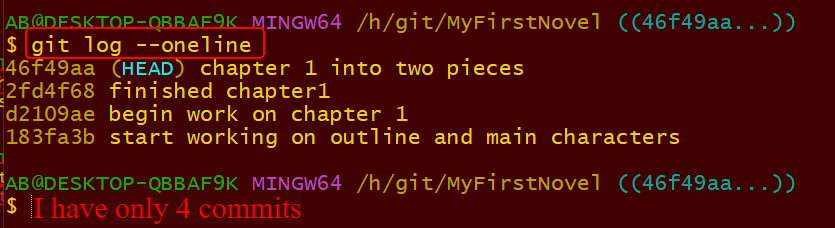 AB@DESKTOP-QBBAF9K MINGW64 /h/git/MyFirstNovel ((46f49aa...))
$ git log --oneline
46f49aa (HEAD) chapter 1 into two pieces
2fd4f68 finished chapter1
d2109ae begin work on chapter 1
183fa3b start working on outline and main characters
AB@DESKTOP-QBBAF9K MINGW64 /h/git/MyFirstNovel ((46f49aa...))
$ I have only 4 commits